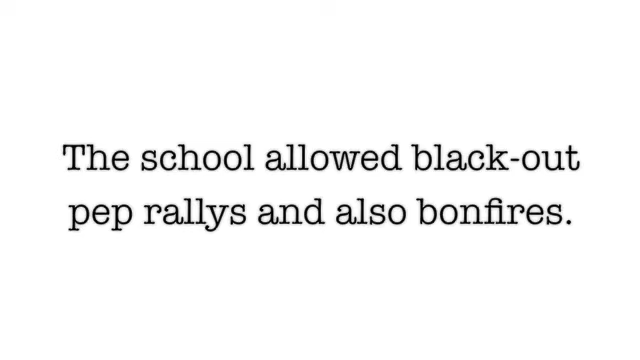 The school allowed black-out
pep rallys and also bonfires.